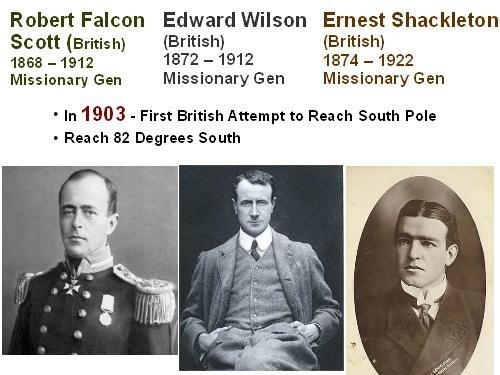 Robert Falcon
Scott (British)
1868 – 1912
Missionary Gen
Edward Wilson
(British)
1872 – 1912
Missionary Gen
Ernest Shackleton
(British)
1874 – 1922
Missionary Gen
• In 1903 - First British Attempt to Reach South Pole
• Reach 82 Degrees South